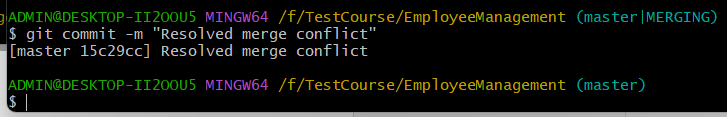 ADMIN@DESKTOP-II2OOU5 MINGW64 /f/TestCourse/EmployeeManagement (master|MERGING)
$ git commit -m "Resolved merge conflict"
[master 15c29cc] Resolved merge conflict
ADMIN@DESKTOP-II2OOU5 MINGW64 /f/TestCourse/EmployeeManagement (master)
$